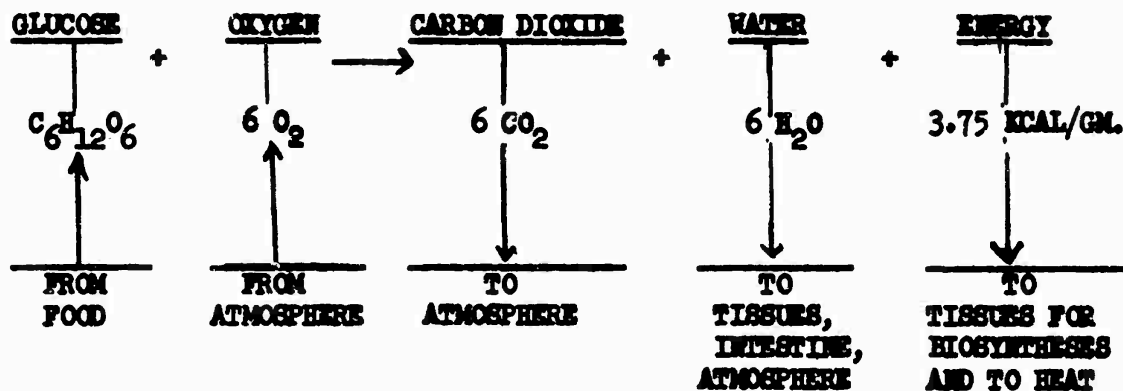 GLUCOSE + OXYGEN → CARBON DIOXIDE + WATER + ENERGY
C6H12O6 6 O2 6 CO2 6 H2O 3.75 KCAL/GM.
FROM FOOD
FROM ATMOSPHERE
TO ATMOSPHERE
TO TISSUES, INTESTINE, ATMOSPHERE
TO TISSUES FOR BIOSYNTHESES AND TO HEAT